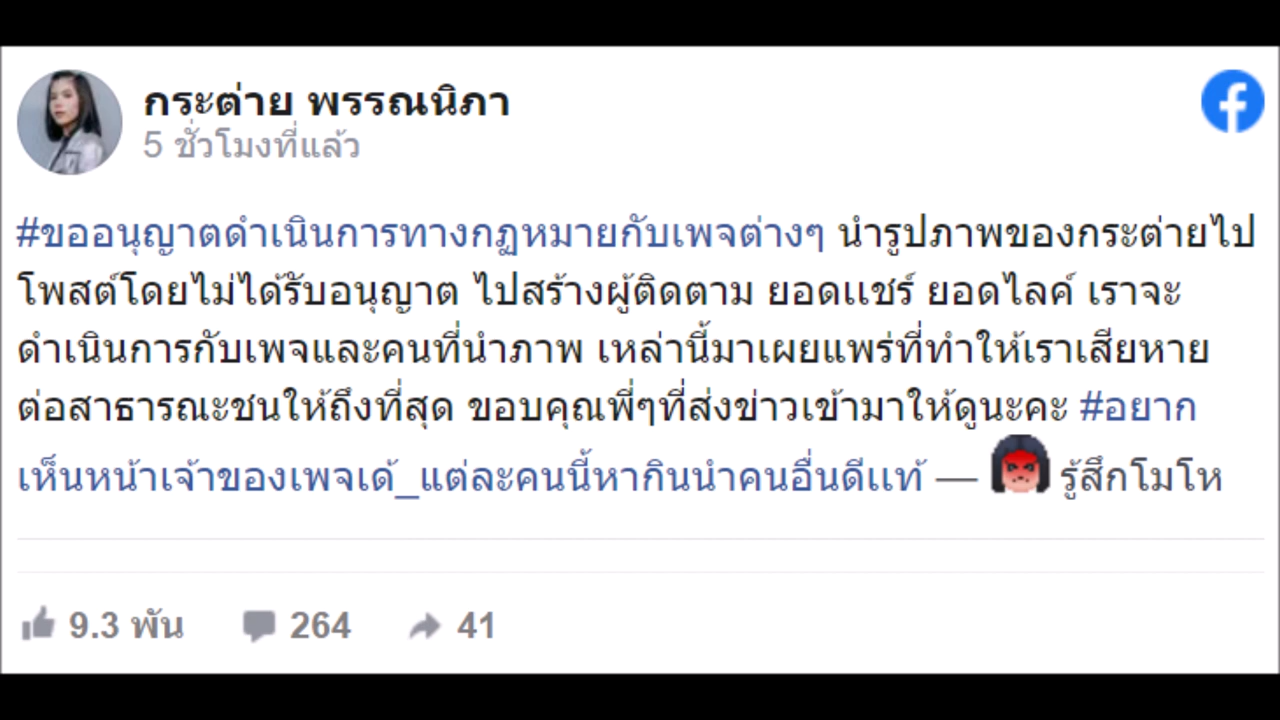 กระต่าย พรรณนิภา
5 ชั่วโมงที่แล้ว
#ขออนุญาตดำเนินการทางกฏหมายกับเพจต่างๆ นำรูปภาพของกระต่ายไป
โพสต์โดยไม่ได้รับอนุญาต ไปสร้างผู้ติดตาม ยอดแชร์ ยอดไลค์ เราจะ
ดำเนินการกับเพจและคนที่นำภาพ เหล่านี้มาเผยแพร่ที่ทำให้เราเสียหาย
ต่อสาธารณะชนให้ถึงที่สุด ขอบคุณพี่ๆที่ส่งข่าวเข้ามาให้ดูนะคะ #อยาก
เห็นหน้าเจ้าของเพจเด้_แต่ละคนนี้หากินนำคนอื่นดีแท้ — รู้สึกโมโห
9.3 พัน 264 41